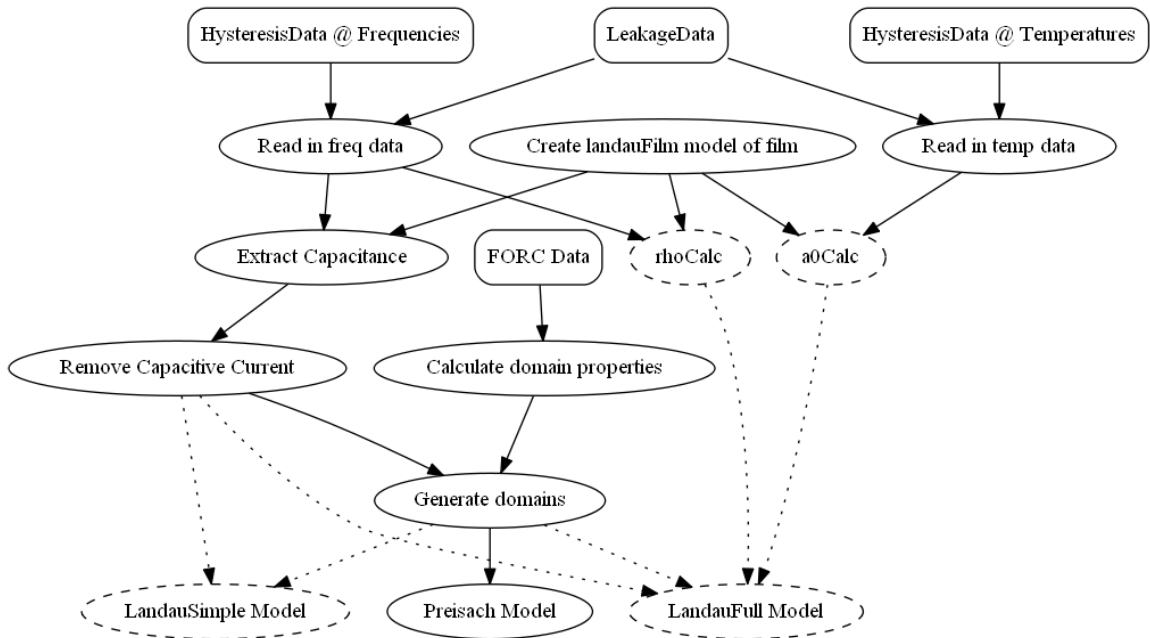 HysteresisData @ Frequencies
LeakageData
HysteresisData @ Temperatures
Read in freq data
Create landauFilm model of film
Read in temp data
Extract Capacitance
FORC Data
rhoCalc
a0Calc
Remove Capacitive Current
Calculate domain properties
Generate domains
LandauSimple Model
Preisach Model
LandauFull Model